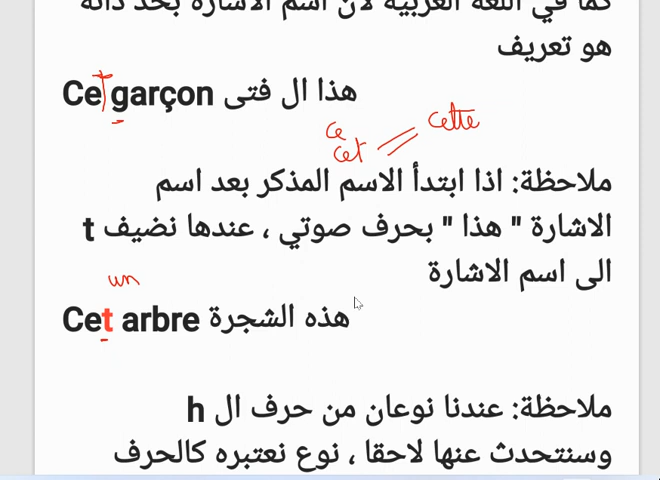 كما في اللغة العربية لأن اسم الاشارة بحد ذاته
هو تعريف
Ce garçon هذا ال فتى
ce
cet
cette
ملاحظة: اذا ابتدأ الاسم المذكر بعد اسم
الاشارة " هذا " بحرف صوتي ، عندها نضيف t
الى اسم الاشارة
un
Cet arbre هذه الشجرة
ملاحظة: عندنا نوعان من حرف ال h
وسنتحدث عنها لاحقا ، نوع نعتبره كالحرف